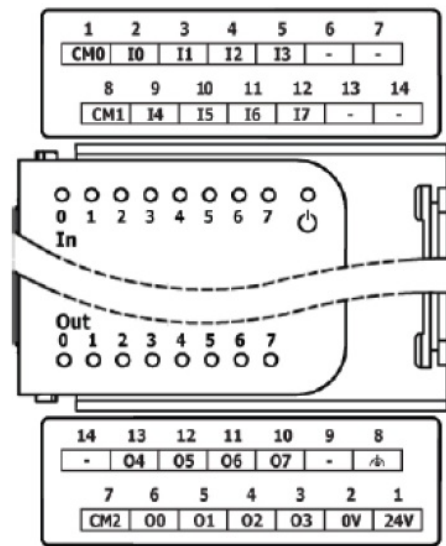 1 2 3 4 5 6 7
CM0 I0 I1 I2 I3 - -
8 9 10 11 12 13 14
CM1 I4 I5 I6 I7 - -
0 1 2 3 4 5 6 7
In
Out
0 1 2 3 4 5 6 7
14 13 12 11 10 9 8
- O4 O5 O6 O7 -
7 6 5 4 3 2 1
CM2 O0 O1 O2 O3 0V 24V